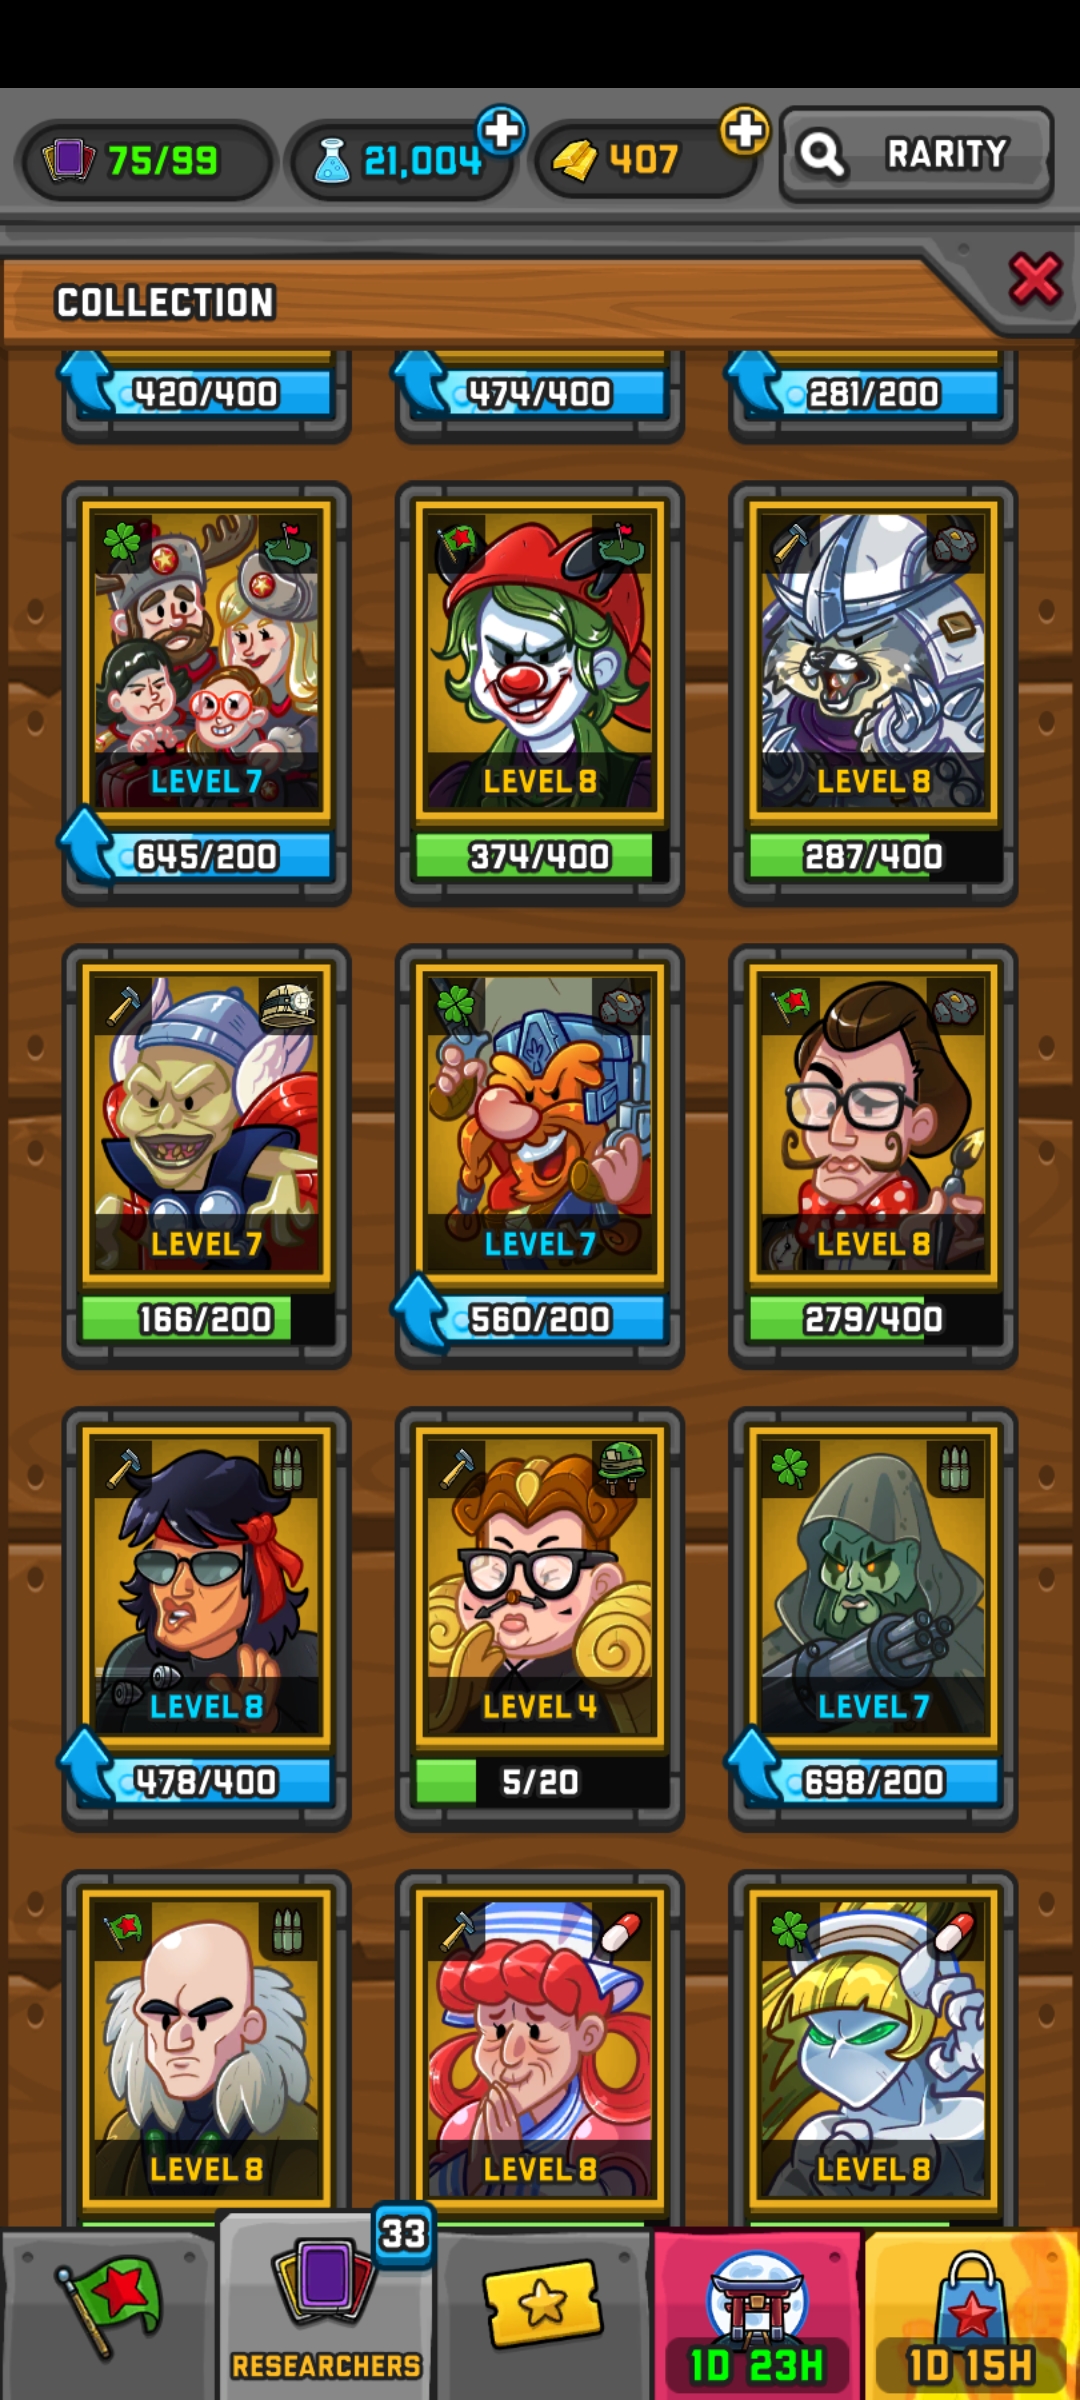 75/99 21,004 407 RARITY
COLLECTION
420/400 474/400 281/200
LEVEL 7 LEVEL 8 LEVEL 8
645/200 374/400 287/400
LEVEL 7 LEVEL 7 LEVEL 8
166/200 560/200 279/400
LEVEL 8 LEVEL 4 LEVEL 7
478/400 5/20 698/200
LEVEL 8 LEVEL 8 LEVEL 8
33
RESEARCHERS 1D 23H 1D 15H